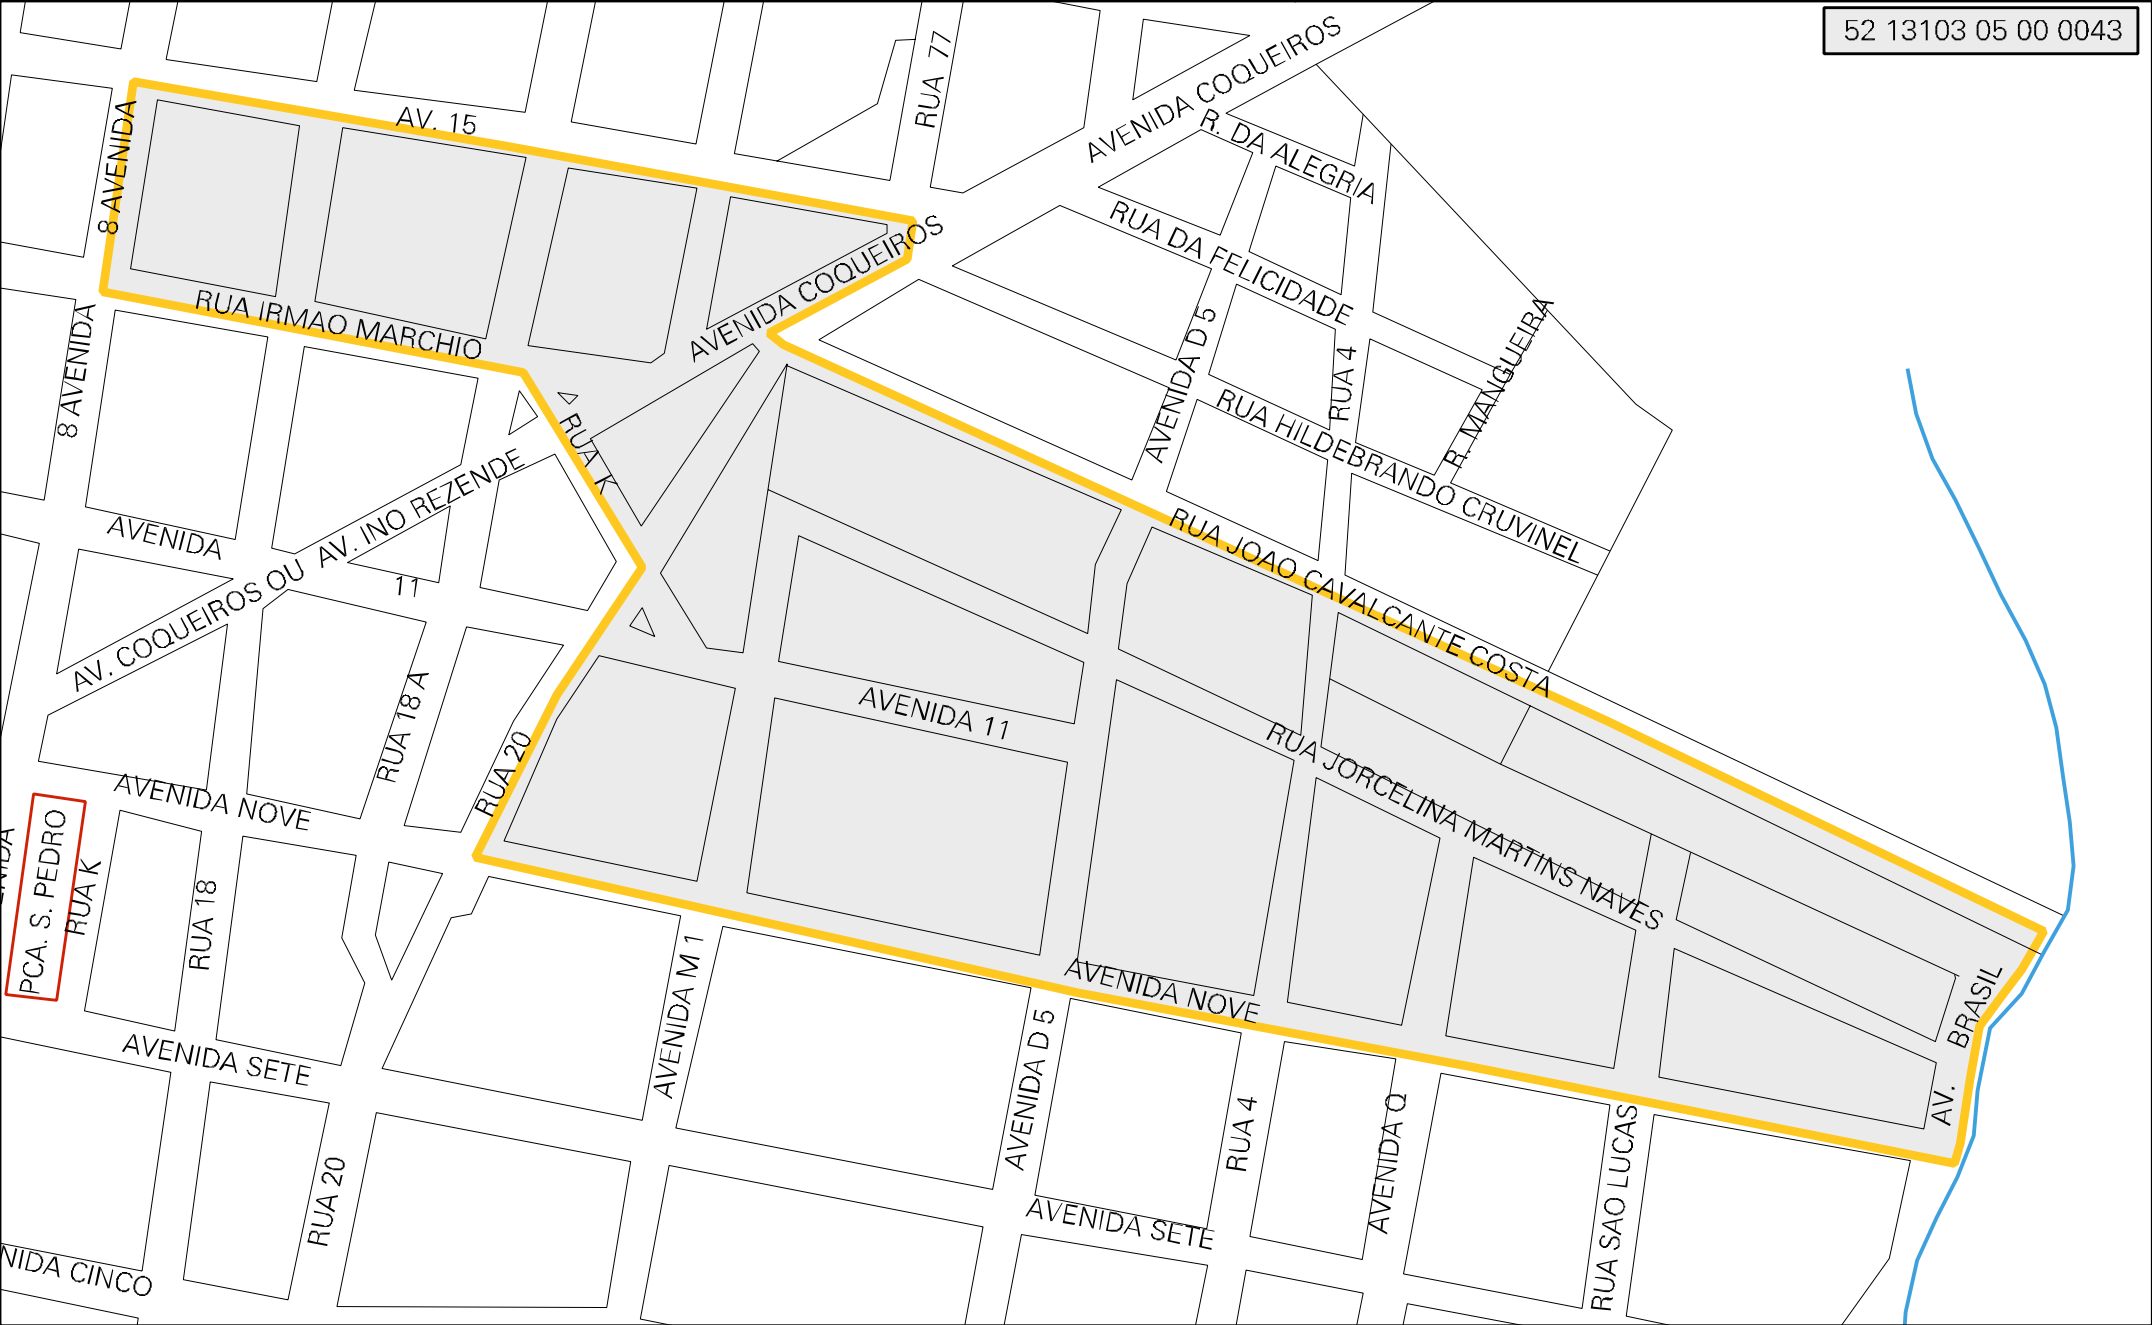 52 13103 05 00 0043
AVENIDA COQUEIROS
RUA 77
AV. 15
R. DA ALEGRIA
8 AVENIDA
RUA DA FELICIDADE
AVENIDA COQUEIROS
RUA IRMAO MARCHIO
8 AVENIDA
AVENIDA D 5
RUA 4
R. MANGUEIRA
RUA HILDEBRANDO CRUVINEL
RUA K
AVENIDA
11
AV. COQUEIROS OU AV. INO REZENDE
RUA JOAO CAVALCANTE COSTA
RUA 18 A
RUA 20
AVENIDA 11
RUA JORCELINA MARTINS NAVES
AVENIDA NOVE
PCA. S. PEDRO
RUA K
RUA 18
AVENIDA M 1
AVENIDA NOVE
AV. BRASIL
AVENIDA SETE
AVENIDA D 5
RUA 4
AVENIDA Q
RUA SAO LUCAS
RUA 20
AVENIDA SETE
NIDA CINCO